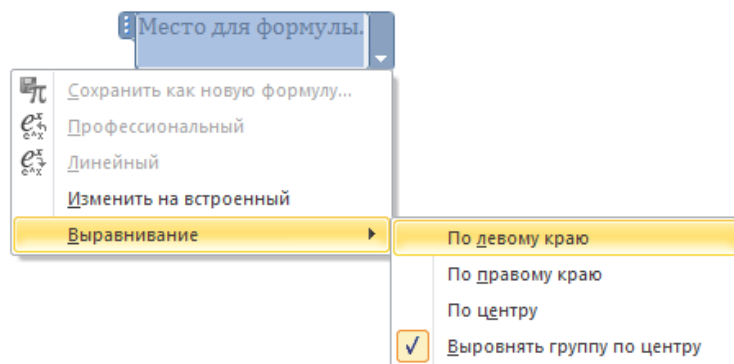 Место для формулы.
Сохранить как новую формулу...
Профессиональный
Линейный
Изменить на встроенный
Выравнивание
По левому краю
По правому краю
По центру
Выровнять группу по центру